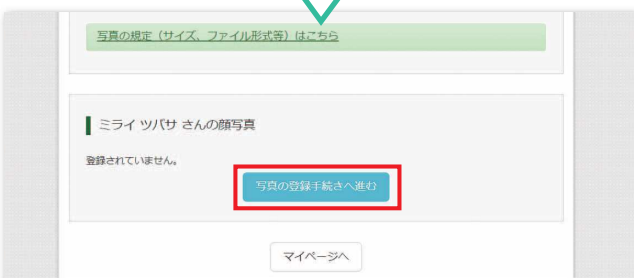 写真の規定（サイズ、ファイル形式等）はこちら
ミライ ツバサ さんの顔写真
登録されていません。
写真の登録手続きへ進む
マイページへ